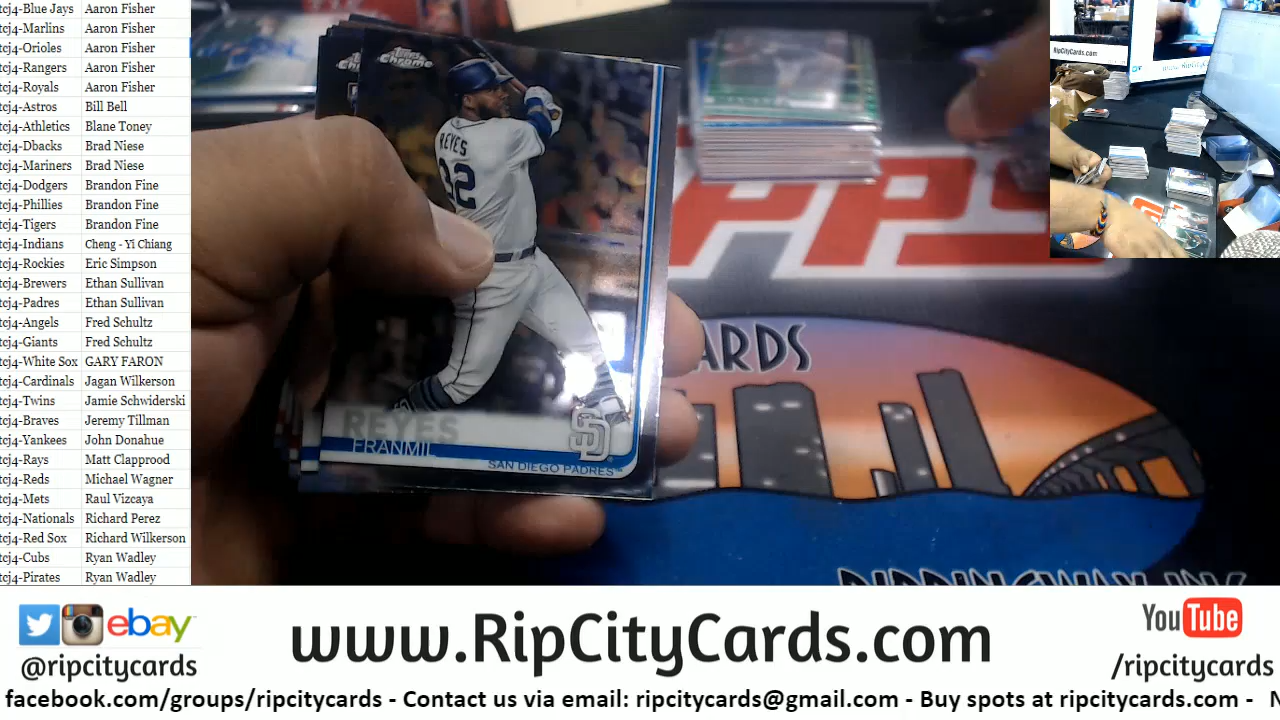 tcj4-Blue Jays Aaron Fisher
tcj4-Marlins Aaron Fisher
tcj4-Orioles Aaron Fisher
tcj4-Rangers Aaron Fisher
tcj4-Royals Aaron Fisher
tcj4-Astros Bill Bell
tcj4-Athletics Blane Toney
tcj4-Dbacks Brad Niese
tcj4-Mariners Brad Niese
tcj4-Dodgers Brandon Fine
tcj4-Phillies Brandon Fine
tcj4-Tigers Brandon Fine
tcj4-Indians Cheng - Yi Chiang
tcj4-Rockies Eric Simpson
tcj4-Brewers Ethan Sullivan
tcj4-Padres Ethan Sullivan
tcj4-Angels Fred Schultz
tcj4-Giants Fred Schultz
tcj4-White Sox GARY FARON
tcj4-Cardinals Jagan Wilkerson
tcj4-Twins Jamie Schwiderski
tcj4-Braves Jeremy Tillman
tcj4-Yankees John Donahue
tcj4-Rays Matt Clapprood
tcj4-Reds Michael Wagner
tcj4-Mets Raul Vizcaya
tcj4-Nationals Richard Perez
tcj4-Red Sox Richard Wilkerson
tcj4-Cubs Ryan Wadley
tcj4-Pirates Ryan Wadley
Chrome
REYES
32
REYES
FRANMIL
SAN DIEGO PADRES
SD
PPS
ARDS
RipCityCards.com
ebay
@ripcitycards
www.RipCityCards.com
YouTube
/ripcitycards
facebook.com/groups/ripcitycards - Contact us via email: ripcitycards@gmail.com - Buy spots at ripcitycards.com -